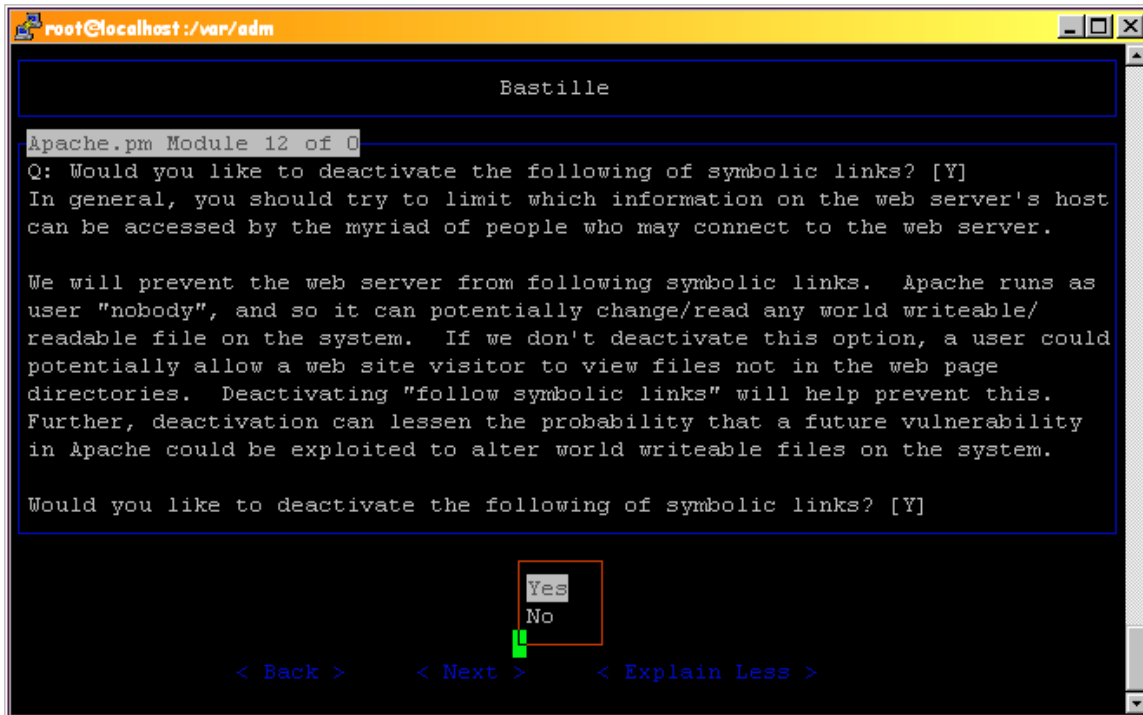 root@localhost:/var/adm
Bastille
Apache.pm Module 12 of 0
Q: Would you like to deactivate the following of symbolic links? [Y]
In general, you should try to limit which information on the web server's host
can be accessed by the myriad of people who may connect to the web server.
We will prevent the web server from following symbolic links.  Apache runs as
user "nobody", and so it can potentially change/read any world writeable/
readable file on the system.  If we don't deactivate this option, a user could
potentially allow a web site visitor to view files not in the web page
directories.  Deactivating "follow symbolic links" will help prevent this.
Further, deactivation can lessen the probability that a future vulnerability
in Apache could be exploited to alter world writeable files on the system.
Would you like to deactivate the following of symbolic links? [Y]
Yes
No
< Back > < Next > < Explain Less >